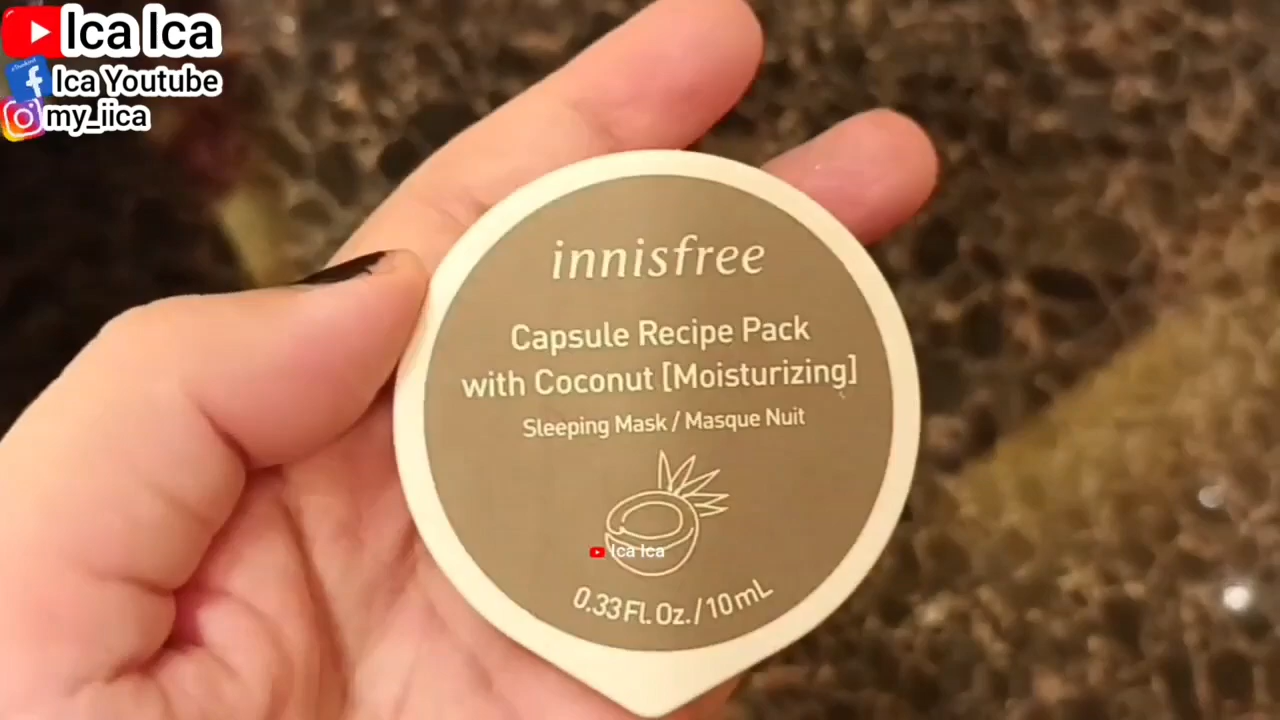 Ica Ica
Ica Youtube
my_iica
innisfree
Capsule Recipe Pack
with Coconut [Moisturizing]
Sleeping Mask / Masque Nuit
Ica Ica
0.33 Fl. Oz. / 10 mL